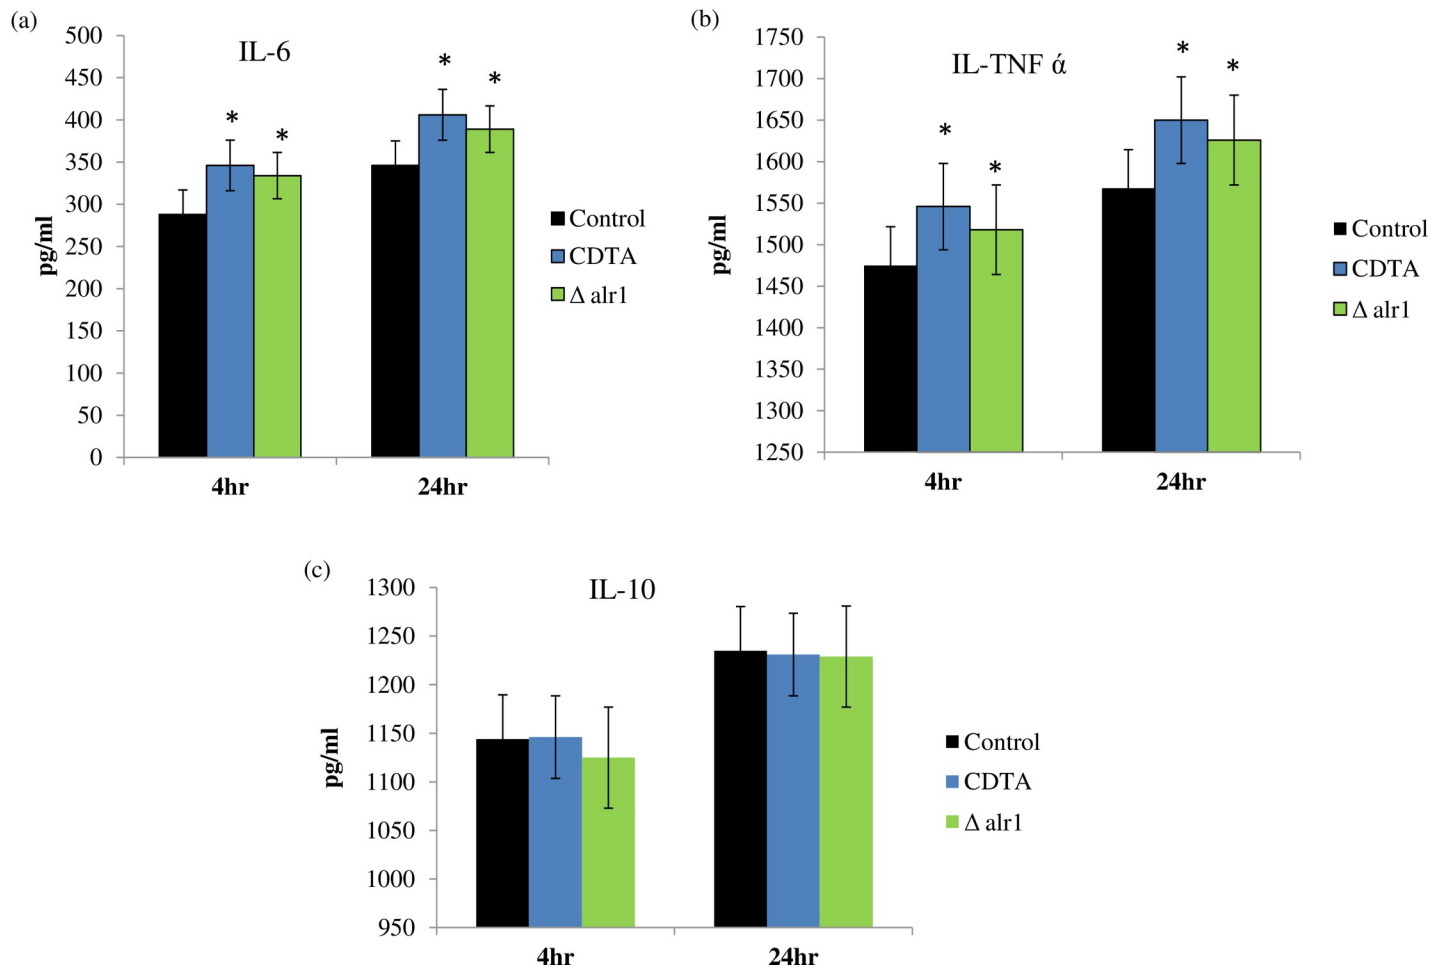 (a)
IL-6
500
450
400
350
300
250
200
150
100
50
0
pg/ml
* * * *
4hr 24hr
Control
CDTA
Δ alr1
(b)
IL-TNF ά
1750
1700
1650
1600
1550
1500
1450
1400
1350
1300
1250
pg/ml
* * * *
4hr 24hr
Control
CDTA
Δ alr1
(c)
IL-10
1300
1250
1200
1150
1100
1050
1000
950
pg/ml
4hr 24hr
Control
CDTA
Δ alr1